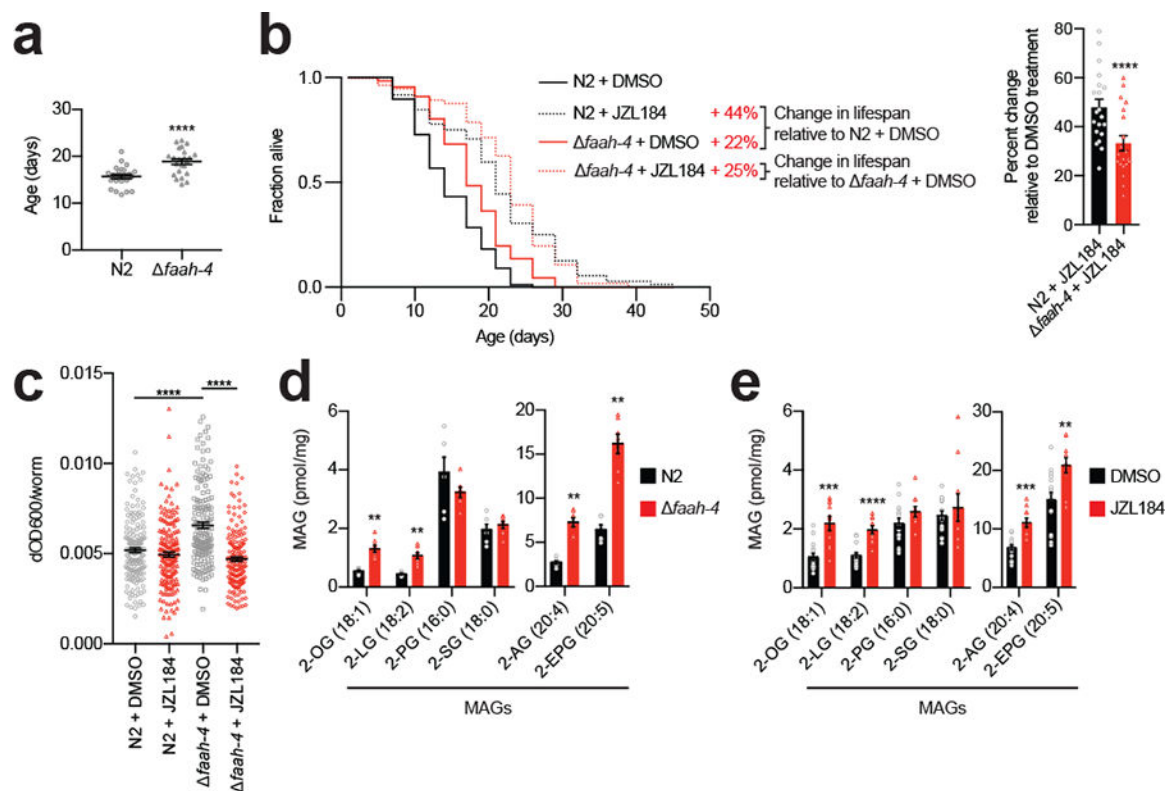 a
30
20
10
0
Age (days)
****
N2
Δfaah-4
b
1.0
0.5
0.0
Fraction alive
0
10
20
30
40
50
Age (days)
N2 + DMSO
N2 + JZL184 + 44%
Δfaah-4 + DMSO + 22%
Change in lifespan
relative to N2 + DMSO
Δfaah-4 + JZL184 + 25%
Change in lifespan
relative to Δfaah-4 + DMSO
Percent change
relative to DMSO treatment
80
60
40
20
0
****
N2 + JZL184
Δfaah-4 + JZL184
c
0.015
0.010
0.005
0.000
dOD600/worm
****
****
N2 + DMSO
N2 + JZL184
Δfaah-4 + DMSO
Δfaah-4 + JZL184
d
MAG (pmol/mg)
6
4
2
0
**
**
20
15
10
5
0
**
**
N2
Δfaah-4
2-OG (18:1)
2-LG (18:2)
2-PG (16:0)
2-SG (18:0)
2-AG (20:4)
2-EPG (20:5)
MAGs
e
MAG (pmol/mg)
6
4
2
0
***
****
30
20
10
0
***
**
DMSO
JZL184
2-OG (18:1)
2-LG (18:2)
2-PG (16:0)
2-SG (18:0)
2-AG (20:4)
2-EPG (20:5)
MAGs